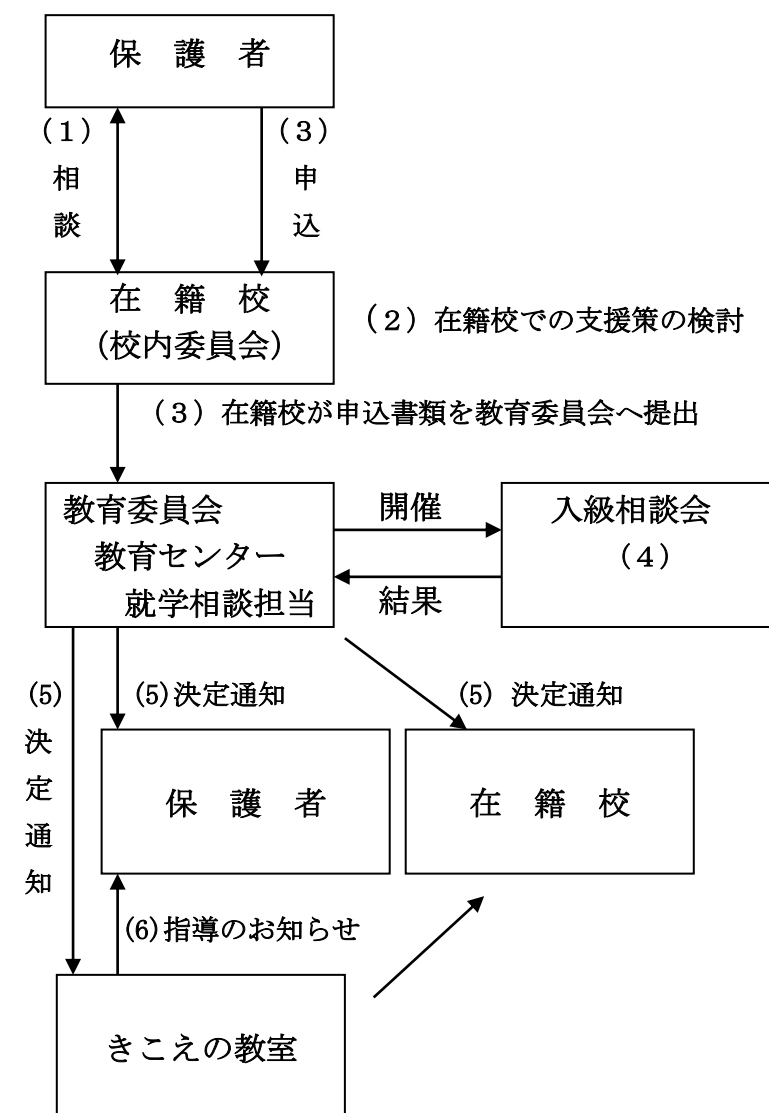 保　護　者
（１）
相
談
（３）
申
込
在　籍　校
（校内委員会）
（２）在籍校での支援策の検討
（３）在籍校が申込書類を教育委員会へ提出
教育委員会
教育センター
就学相談担当
開催
結果
入級相談会
（４）
(5)
決
定
通
知
(5)決定通知
(5) 決定通知
保　護　者
在　籍　校
(6)指導のお知らせ
きこえの教室